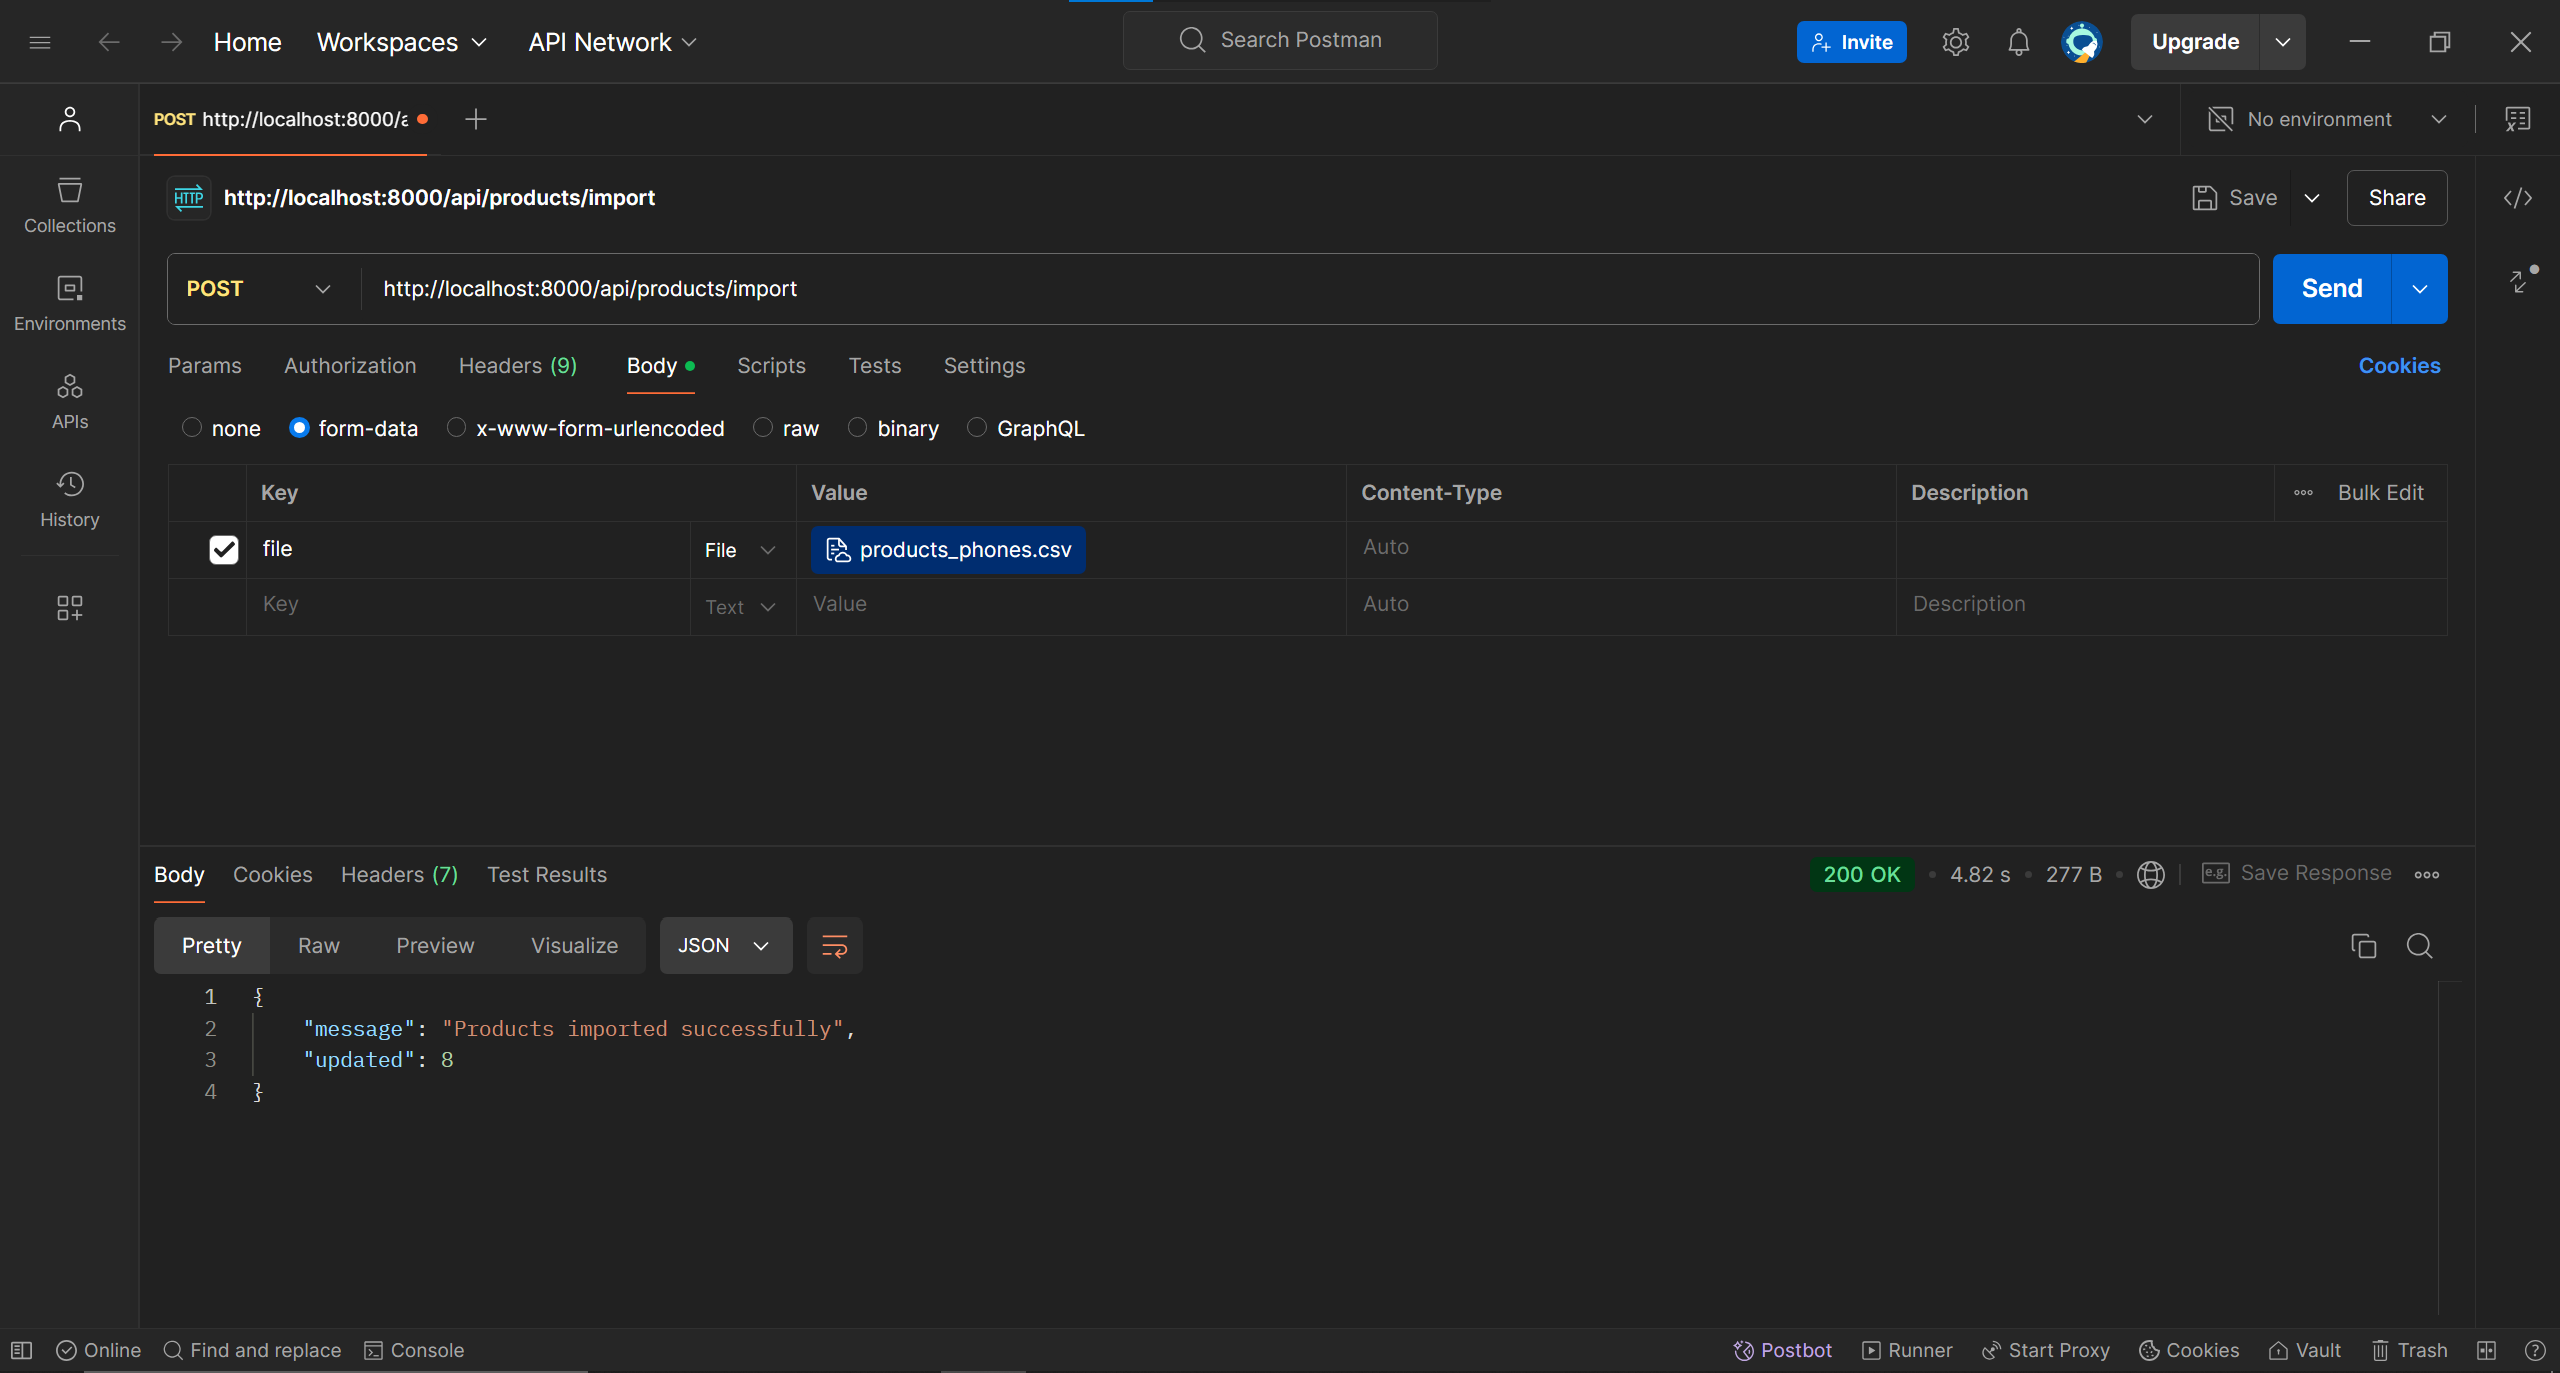 Home Workspaces API Network Search Postman Invite Upgrade
POST http://localhost:8000/a No environment
HTTP http://localhost:8000/api/products/import Save Share
Collections
Environments
APIs
History
POST http://localhost:8000/api/products/import Send
Params Authorization Headers (9) Body Scripts Tests Settings Cookies
none form-data x-www-form-urlencoded raw binary GraphQL
Key Value Content-Type Description Bulk Edit
file File products_phones.csv Auto
Key Text Value Auto Description
Body Cookies Headers (7) Test Results 200 OK 4.82 s 277 B e.g. Save Response
Pretty Raw Preview Visualize JSON
1 {
2 "message": "Products imported successfully",
3 "updated": 8
4 }
Online Find and replace Console Postbot Runner Start Proxy Cookies Vault Trash